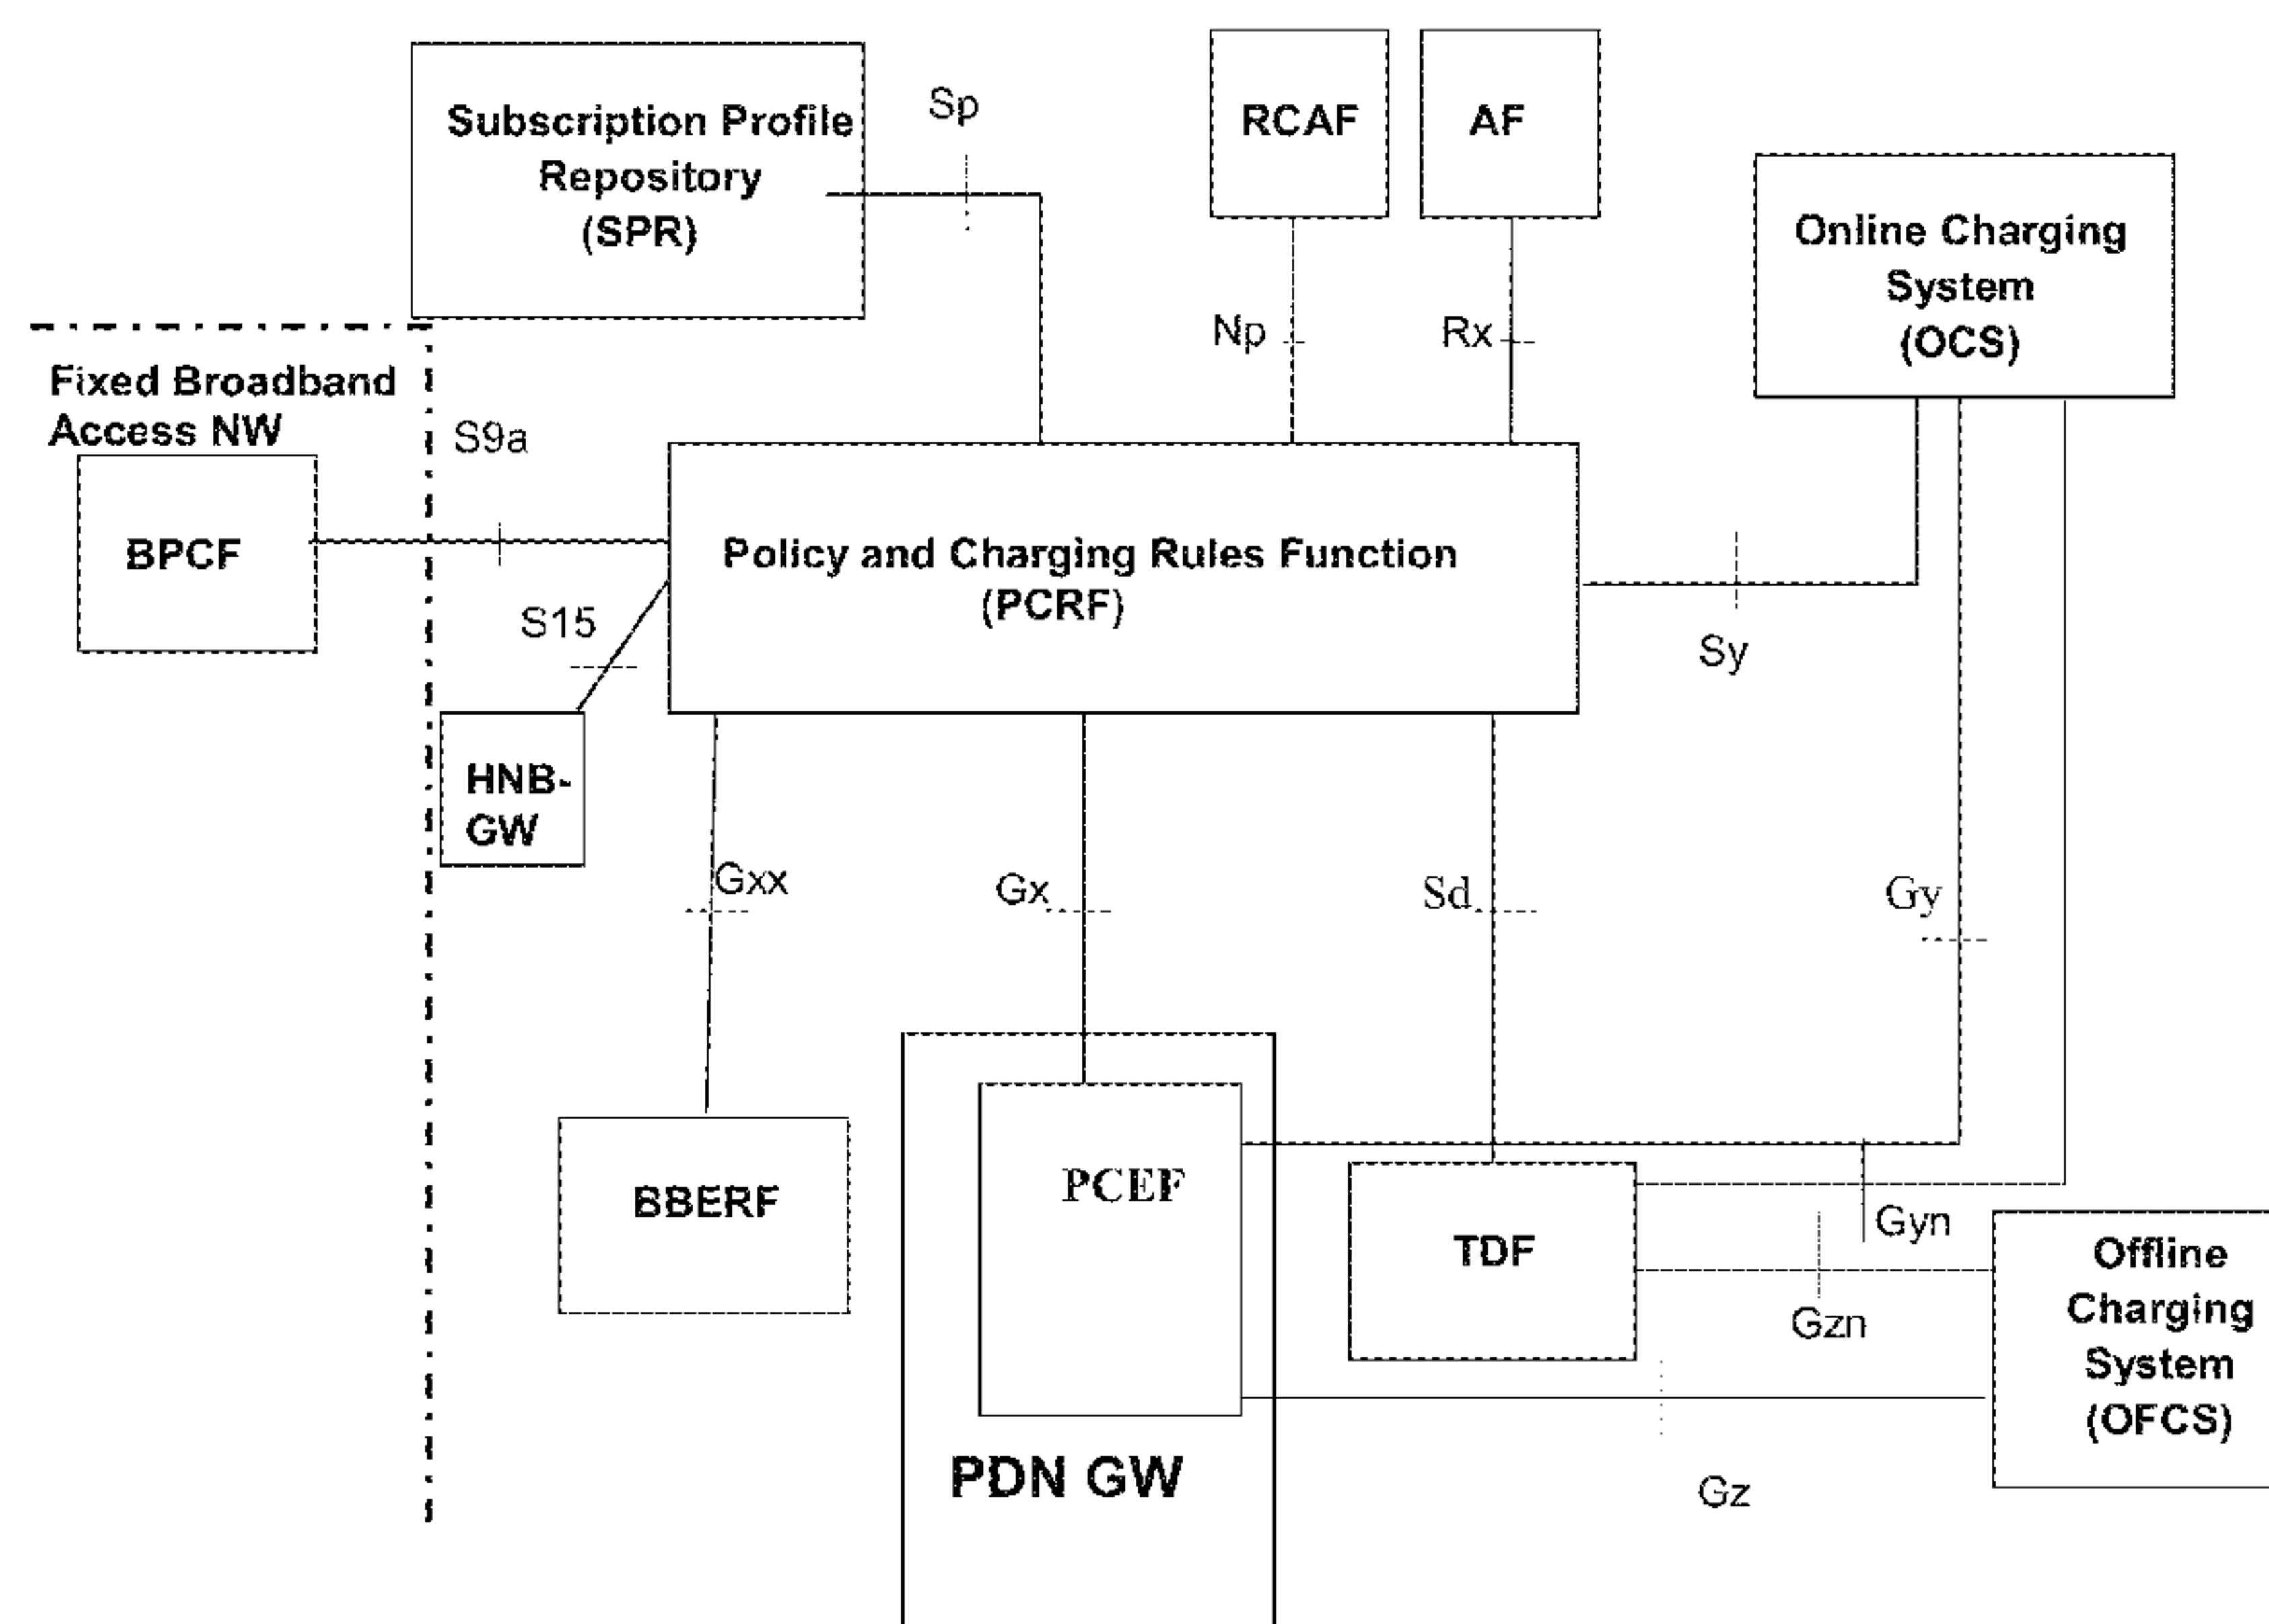 Subscription Profile
Repository
(SPR)
Sp
RCAF
AF
Online Charging
System
(OCS)
Np
Rx
Fixed Broadband
Access NW
S9a
BPCF
Policy and Charging Rules Function
(PCRF)
S15
Sy
HNB-
GW
Gxx
Gx
Sd
Gy
BBERF
PCEF
TDF
Gyn
Gzn
Offline
Charging
System
(OFCS)
PDN GW
Gz